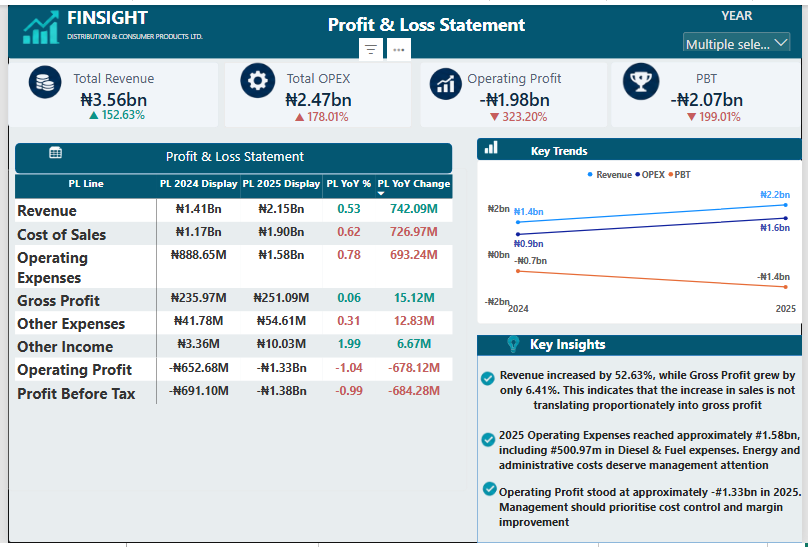 FINSIGHT
DISTRIBUTION & CONSUMER PRODUCTS LTD.
Profit & Loss Statement
YEAR
Multiple sele...
Total Revenue
₦3.56bn
▲ 152.63%
Total OPEX
₦2.47bn
▲ 178.01%
Operating Profit
-₦1.98bn
▼ 323.20%
PBT
-₦2.07bn
▼ 199.01%
Profit & Loss Statement
PL Line PL 2024 Display PL 2025 Display PL YoY % PL YoY Change
Revenue ₦1.41Bn ₦2.15Bn 0.53 742.09M
Cost of Sales ₦1.17Bn ₦1.90Bn 0.62 726.97M
Operating Expenses ₦888.65M ₦1.58Bn 0.78 693.24M
Gross Profit ₦235.97M ₦251.09M 0.06 15.12M
Other Expenses ₦41.78M ₦54.61M 0.31 12.83M
Other Income ₦3.36M ₦10.03M 1.99 6.67M
Operating Profit -₦652.68M -₦1.33Bn -1.04 -678.12M
Profit Before Tax -₦691.10M -₦1.38Bn -0.99 -684.28M
Key Trends
Revenue OPEX PBT
₦2bn
₦0bn
-₦2bn
₦1.4bn
₦2.2bn
₦0.9bn
₦1.6bn
-₦0.7bn
-₦1.4bn
2024
2025
Key Insights
Revenue increased by 52.63%, while Gross Profit grew by
only 6.41%. This indicates that the increase in sales is not
translating proportionately into gross profit
2025 Operating Expenses reached approximately #1.58bn,
including #500.97m in Diesel & Fuel expenses. Energy and
administrative costs deserve management attention
Operating Profit stood at approximately -#1.33bn in 2025.
Management should prioritise cost control and margin
improvement